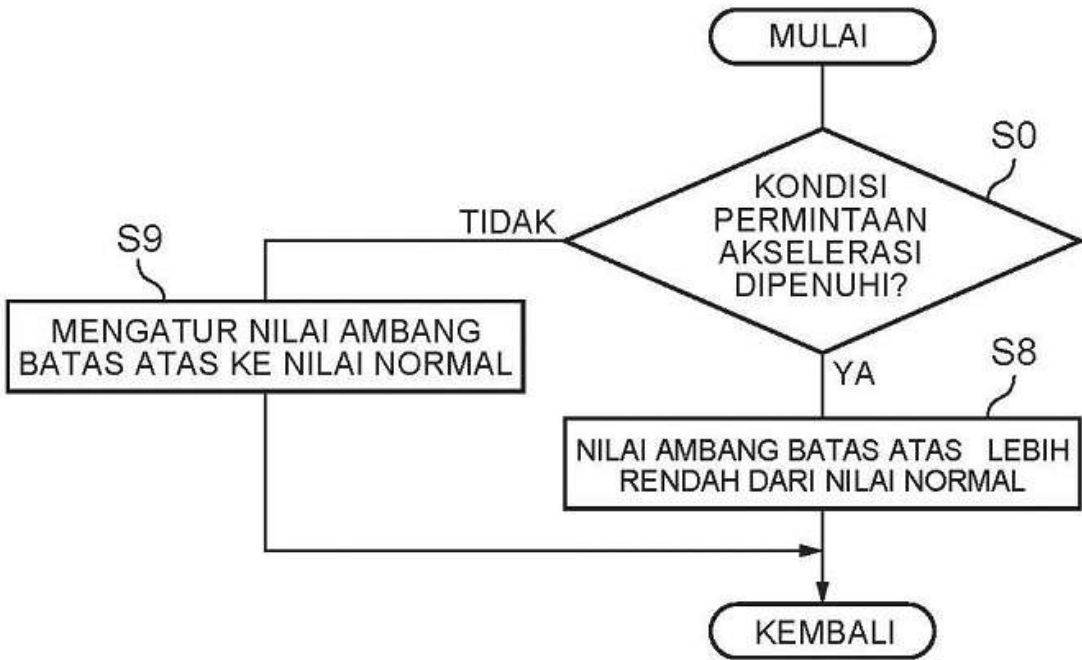 MULAI
S0
KONDISI
PERMINTAAN
AKSELERASI
DIPENUHI?
TIDAK
S9
MENGATUR NILAI AMBANG
BATAS ATAS KE NILAI NORMAL
YA
S8
NILAI AMBANG BATAS ATAS LEBIH
RENDAH DARI NILAI NORMAL
KEMBALI